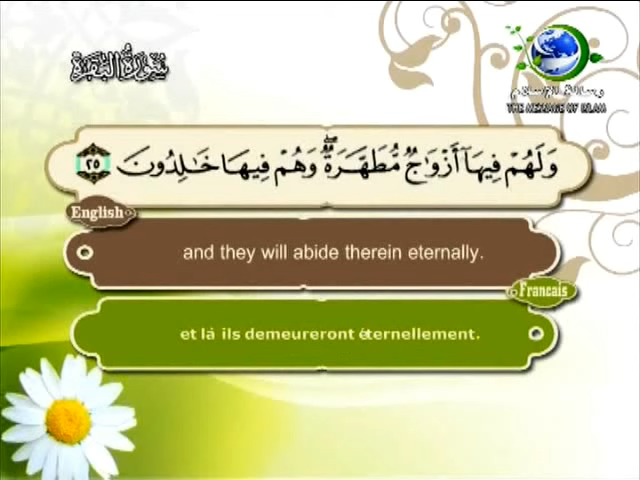 سورة البقرة
رسالة الإسلام
THE MESSAGE OF ISLAM
وَلَهُمْ فِيهَآ أَزْوَٰجٌ مُّطَهَّرَةٌ ۖ وَهُمْ فِيهَا خَـٰلِدُونَ ٢٥
English
and they will abide therein eternally.
Francais
et là ils demeureront éternellement.